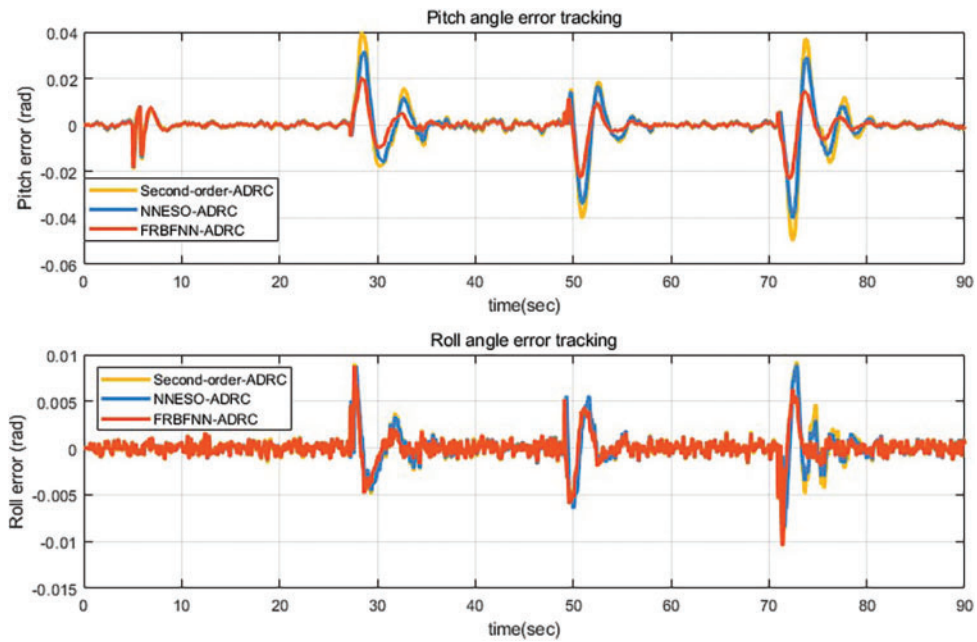 Pitch angle error tracking
0.04
0.02
0
-0.02
-0.04
-0.06
Pitch error (rad)
Second-order-ADRC
NNESO-ADRC
FRBFNN-ADRC
0 10 20 30 40 50 60 70 80 90
time(sec)
Roll angle error tracking
0.01
0.005
0
-0.005
-0.01
-0.015
Roll error (rad)
Second-order-ADRC
NNESO-ADRC
FRBFNN-ADRC
0 10 20 30 40 50 60 70 80 90
time(sec)